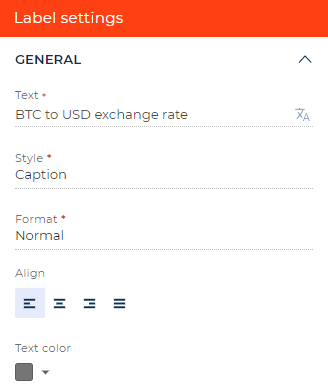 Label settings
GENERAL
Text *
BTC to USD exchange rate
Style *
Caption
Format *
Normal
Align
Text color